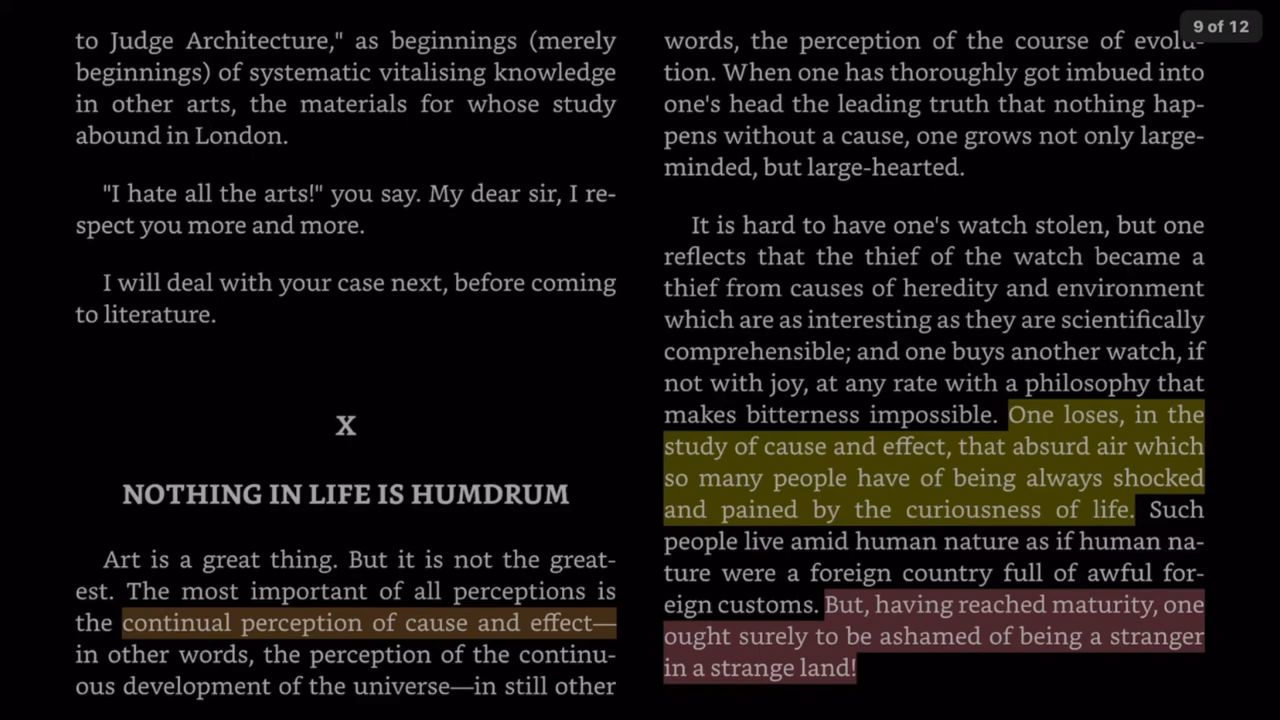 9 of 12
to Judge Architecture," as beginnings (merely
beginnings) of systematic vitalising knowledge
in other arts, the materials for whose study
abound in London.
"I hate all the arts!" you say. My dear sir, I re-
spect you more and more.
I will deal with your case next, before coming
to literature.
X
NOTHING IN LIFE IS HUMDRUM
Art is a great thing. But it is not the great-
est. The most important of all perceptions is
the continual perception of cause and effect—
in other words, the perception of the continu-
ous development of the universe—in still other
words, the perception of the course of evolu-
tion. When one has thoroughly got imbued into
one's head the leading truth that nothing hap-
pens without a cause, one grows not only large-
minded, but large-hearted.
It is hard to have one's watch stolen, but one
reflects that the thief of the watch became a
thief from causes of heredity and environment
which are as interesting as they are scientifically
comprehensible; and one buys another watch, if
not with joy, at any rate with a philosophy that
makes bitterness impossible. One loses, in the
study of cause and effect, that absurd air which
so many people have of being always shocked
and pained by the curiousness of life. Such
people live amid human nature as if human na-
ture were a foreign country full of awful for-
eign customs. But, having reached maturity, one
ought surely to be ashamed of being a stranger
in a strange land!